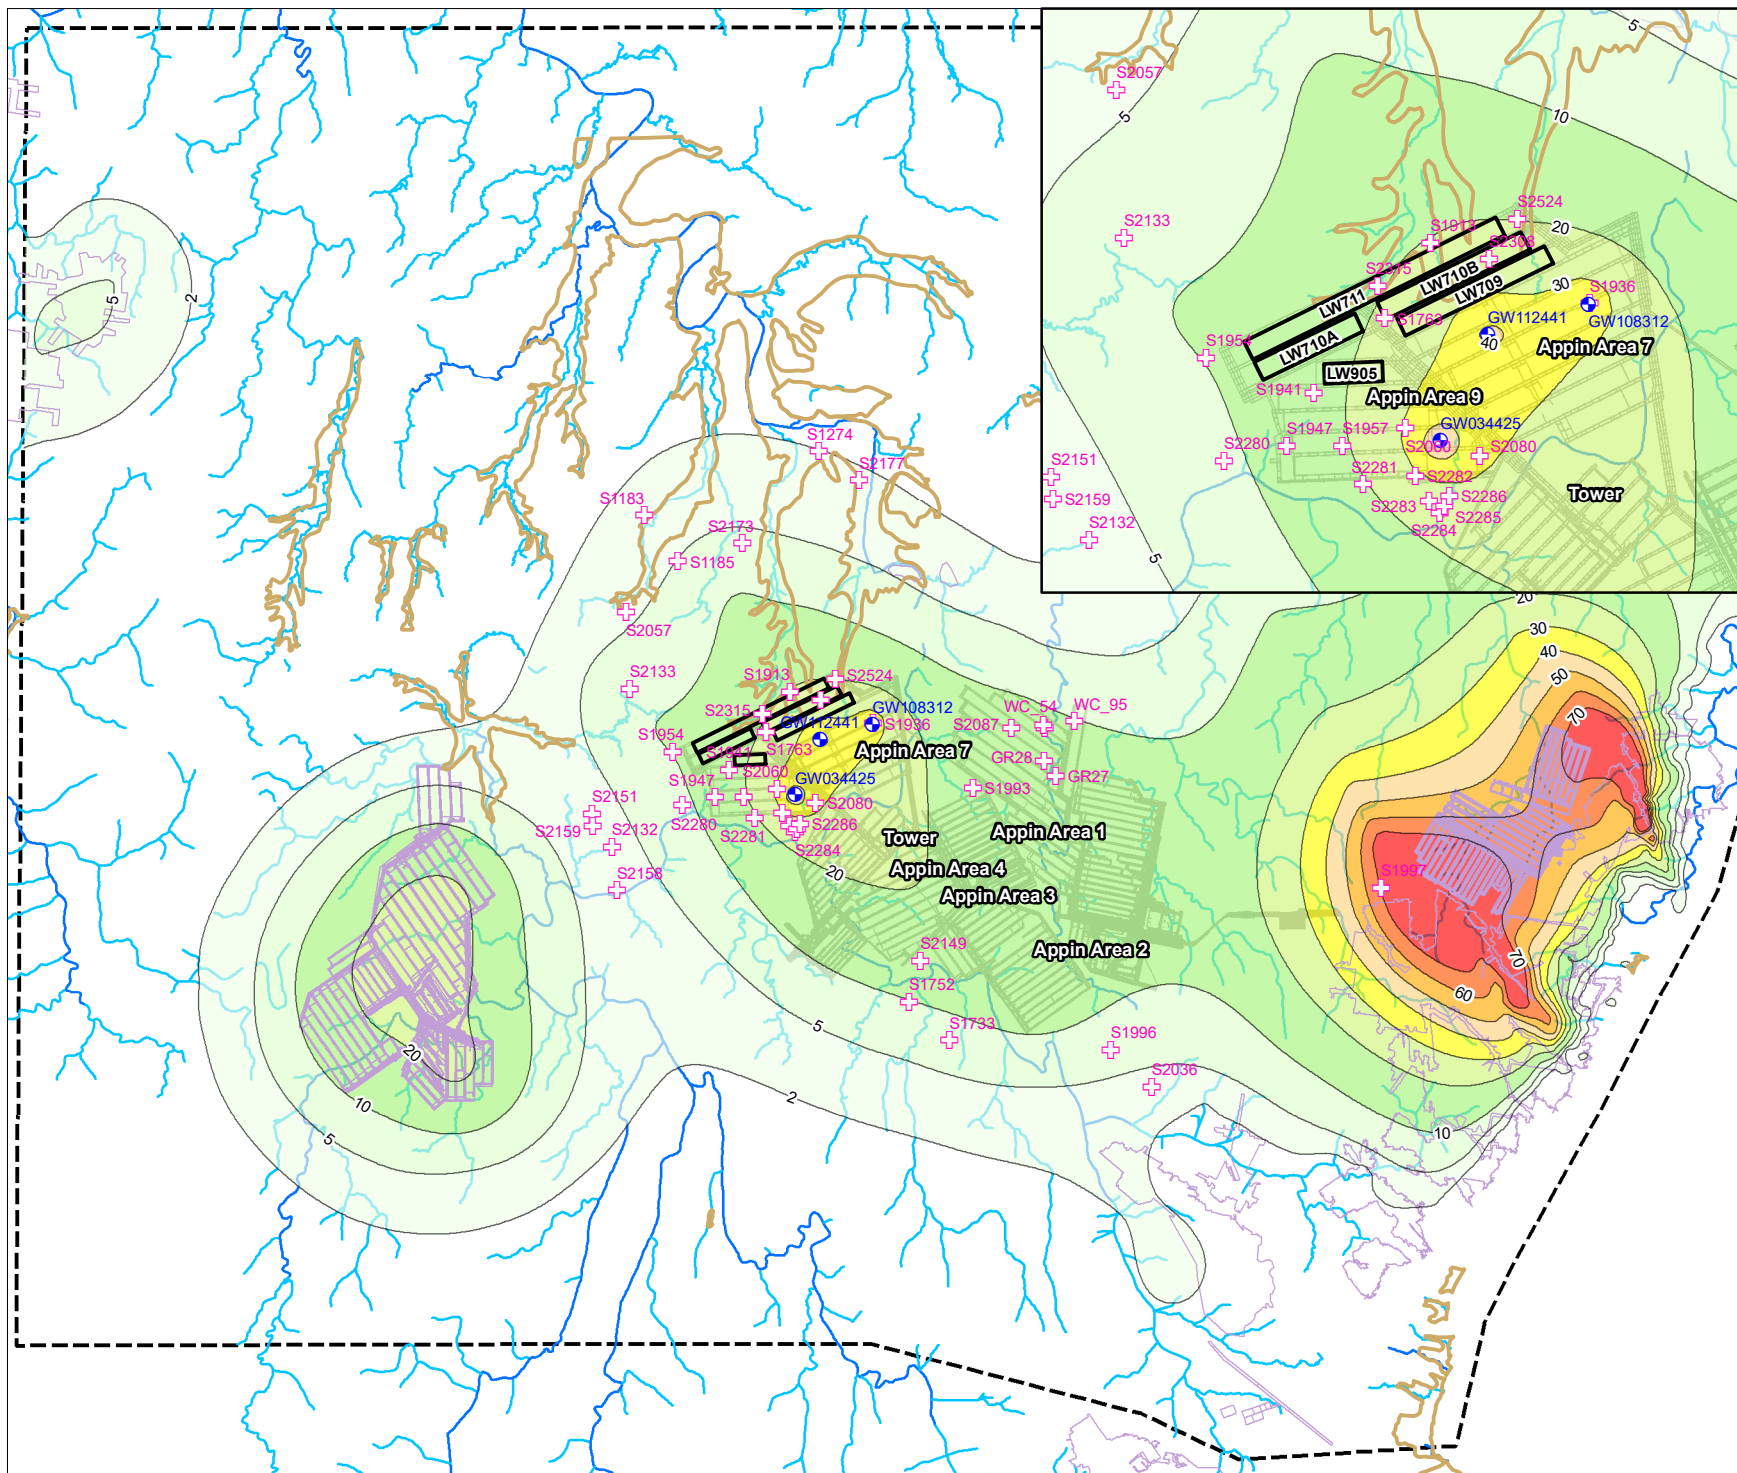 5
S2057
5
10
S2133
S2524
S1913
20
S2308
S2315
LW710B
LW709
30
S1936
LW711
GW112441
GW108312
S1763
40
Appin Area 7
S1954
LW710A
LW905
S1941
Appin Area 9
GW034425
S1947
S1957
S2060
S2080
S2280
S2151
S2281
S2282
Tower
S2159
S2286
S2283
S2285
S2132
S2284
5
2
5
S1274
S2177
S1183
S2173
S1185
20
S2057
30
40
50
S2133
S1913
S2524
70
S2315
GW108312
WC_54
WC_95
GW112441
S1936
S2087
S1954
S1763
Appin Area 7
S1941
GR28
S2060
GR27
S1947
GW034425
S1993
S2151
S2080
S2159
S2132
S2280
S2281
S2286
Appin Area 1
Tower
S2284
S2158
20
Appin Area 4
S1997
Appin Area 3
S2149
Appin Area 2
70
S1752
60
5
S1733
S1996
20
S2036
2
10
5
10